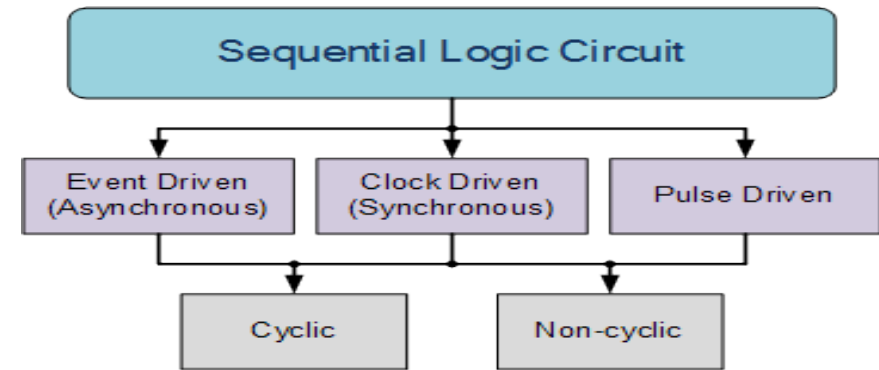 Sequential Logic Circuit
Event Driven
(Asynchronous)
Clock Driven
(Synchronous)
Pulse Driven
Cyclic
Non-cyclic